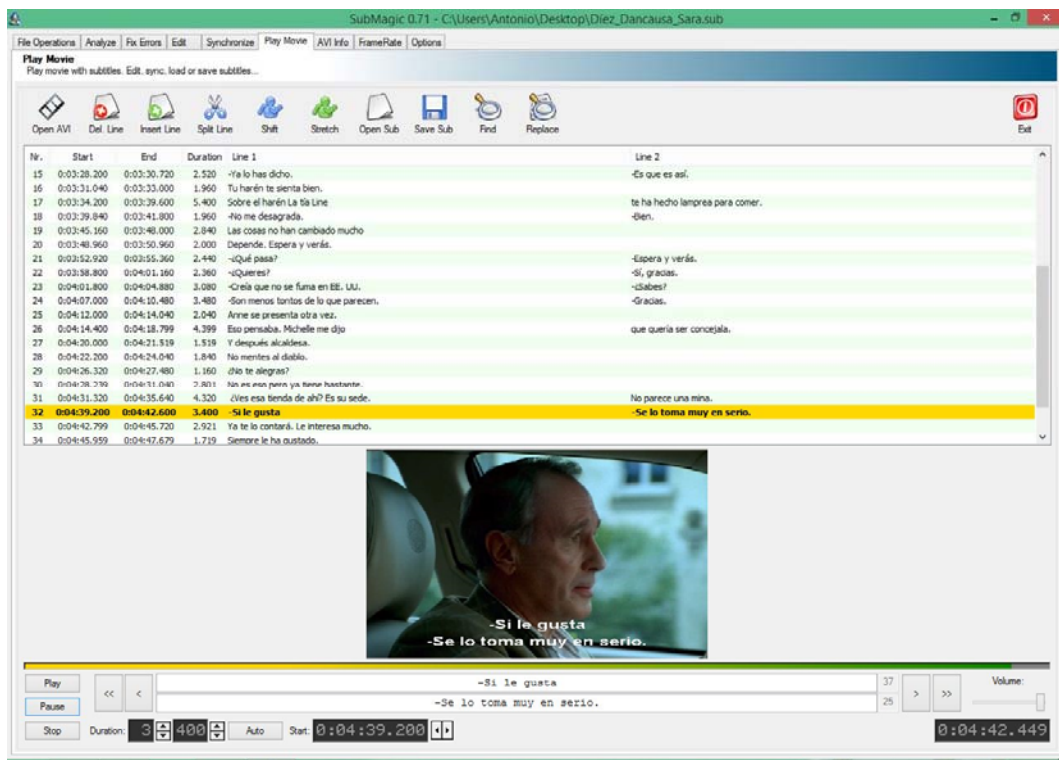 SubMagic 0.71 - C:\Users\Antonio\Desktop\Díez_Dancausa_Sara.sub
File Operations Analyze Fix Errors Edit Synchronize Play Movie AVI Info FrameRate Options
Play Movie
Play movie with subtitles. Edit, sync, load or save subtitles...
Open AVI Del. Line Insert Line Split Line Shift Stretch Open Sub Save Sub Find Replace Exit
Nr. Start End Duration Line 1 Line 2
15 0:03:28.200 0:03:30.720 2.520 -Ya lo has dicho. -Es que es así.
16 0:03:31.040 0:03:33.000 1.960 Tu harén te sienta bien.
17 0:03:34.200 0:03:39.600 5.400 Sobre el harén La tía Line te ha hecho lamprea para comer.
18 0:03:39.840 0:03:41.800 1.960 -No me desagrada. -Bien.
19 0:03:45.160 0:03:48.000 2.840 Las cosas no han cambiado mucho
20 0:03:48.960 0:03:50.960 2.000 Depende. Espera y verás.
21 0:03:52.920 0:03:55.360 2.440 -¿Qué pasa? -Espera y verás.
22 0:03:58.800 0:04:01.160 2.360 -¿Quieres? -Sí, gracias.
23 0:04:01.800 0:04:04.880 3.080 -Creía que no se fuma en EE. UU. -¿Sabes?
24 0:04:07.000 0:04:10.480 3.480 -Son menos tontos de lo que parecen. -Gracias.
25 0:04:12.000 0:04:14.040 2.040 Anne se presenta otra vez.
26 0:04:14.400 0:04:18.799 4.399 Eso pensaba. Michelle me dijo que quería ser concejala.
27 0:04:20.000 0:04:21.519 1.519 Y después alcaldesa.
28 0:04:22.200 0:04:24.040 1.840 No mentes al diablo.
29 0:04:26.320 0:04:27.480 1.160 ¿No te alegras?
30 0:04:28.239 0:04:31.040 2.801 No es eso pero ya tiene bastante.
31 0:04:31.320 0:04:35.640 4.320 ¿Ves esa tienda de ahí? Es su sede. No parece una mina.
32 0:04:39.200 0:04:42.600 3.400 -Si le gusta -Se lo toma muy en serio.
33 0:04:42.799 0:04:45.720 2.921 Ya te lo contará. Le interesa mucho.
34 0:04:45.959 0:04:47.679 1.719 Siempre le ha gustado.
-Si le gusta
-Se lo toma muy en serio.
Play << < -Si le gusta 37 > >> Volume:
Pause -Se lo toma muy en serio. 25
Stop Duration: 3 400 Auto Start: 0:04:39.200 0:04:42.449